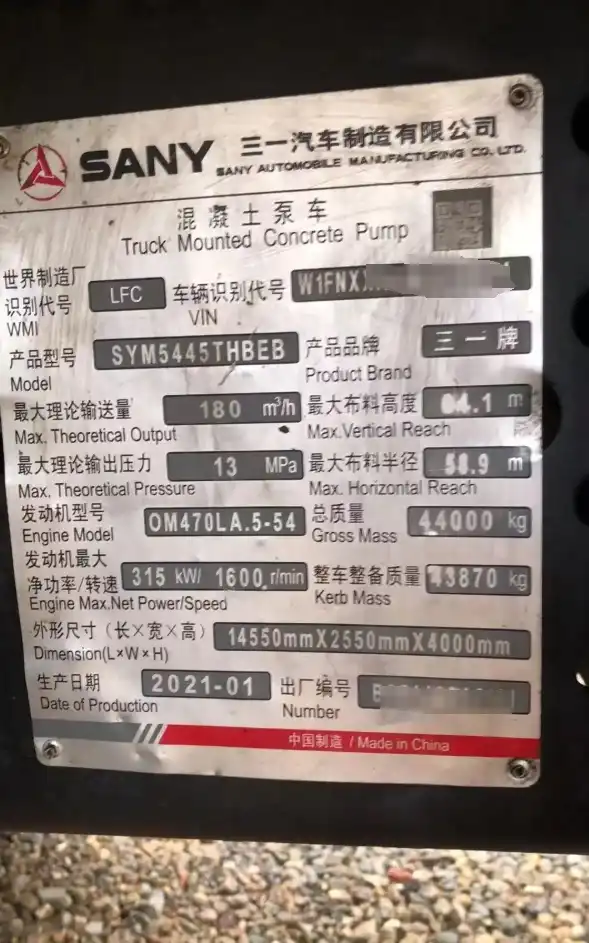 SANY 三一汽车制造有限公司
SANY AUTOMOBILE MANUFACTURING CO., LTD.
混凝土泵车
Truck Mounted Concrete Pump
世界制造厂
识别代号 LFC 车辆识别代号 W1FNX
WMI VIN
产品型号 SYM5445THBEB 产品品牌 三一牌
Model Product Brand
最大理论输送量 180 m³/h 最大布料高度 4.1 m
Max. Theoretical Output Max.Vertical Reach
最大理论输出压力 13 MPa 最大布料半径 8.9 m
Max. Theoretical Pressure Max. Horizontal Reach
发动机型号 OM470LA.5-54 总质量 44000 kg
Engine Model Gross Mass
发动机最大
净功率/转速 315 kW/ 1600 r/min 整车整备质量 43870 kg
Engine Max.Net Power/Speed Kerb Mass
外形尺寸(长×宽×高) 14550mmX2550mmX4000mm
Dimension(L×W×H)
生产日期 2021-01 出厂编号
Date of Production Number
中国制造 / Made in China